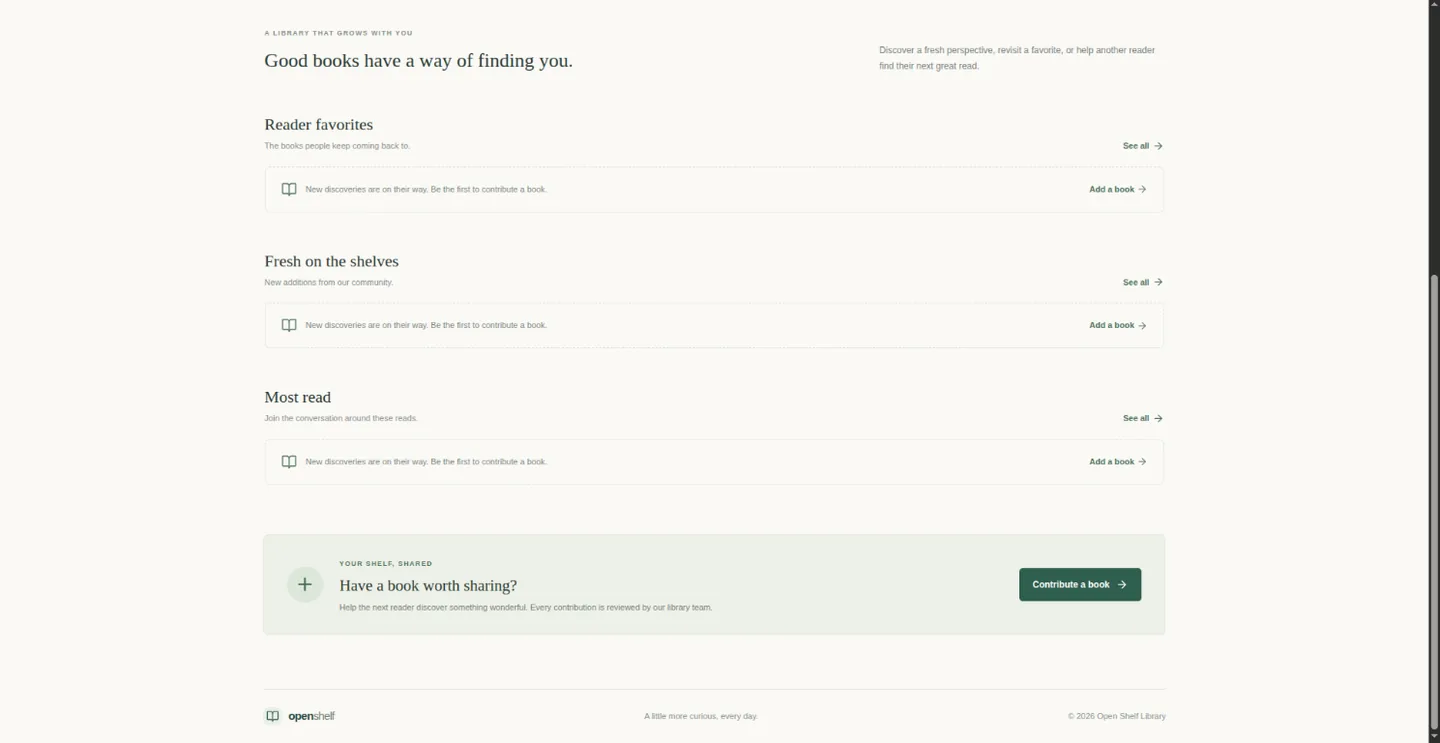 A LIBRARY THAT GROWS WITH YOU
Good books have a way of finding you.
Discover a fresh perspective, revisit a favorite, or help another reader
find their next great read.
Reader favorites
The books people keep coming back to.
See all
New discoveries are on their way. Be the first to contribute a book.
Add a book
Fresh on the shelves
New additions from our community.
See all
New discoveries are on their way. Be the first to contribute a book.
Add a book
Most read
Join the conversation around these reads.
See all
New discoveries are on their way. Be the first to contribute a book.
Add a book
YOUR SHELF, SHARED
Have a book worth sharing?
Help the next reader discover something wonderful. Every contribution is reviewed by our library team.
Contribute a book
openshelf
A little more curious, every day.
© 2026 Open Shelf Library